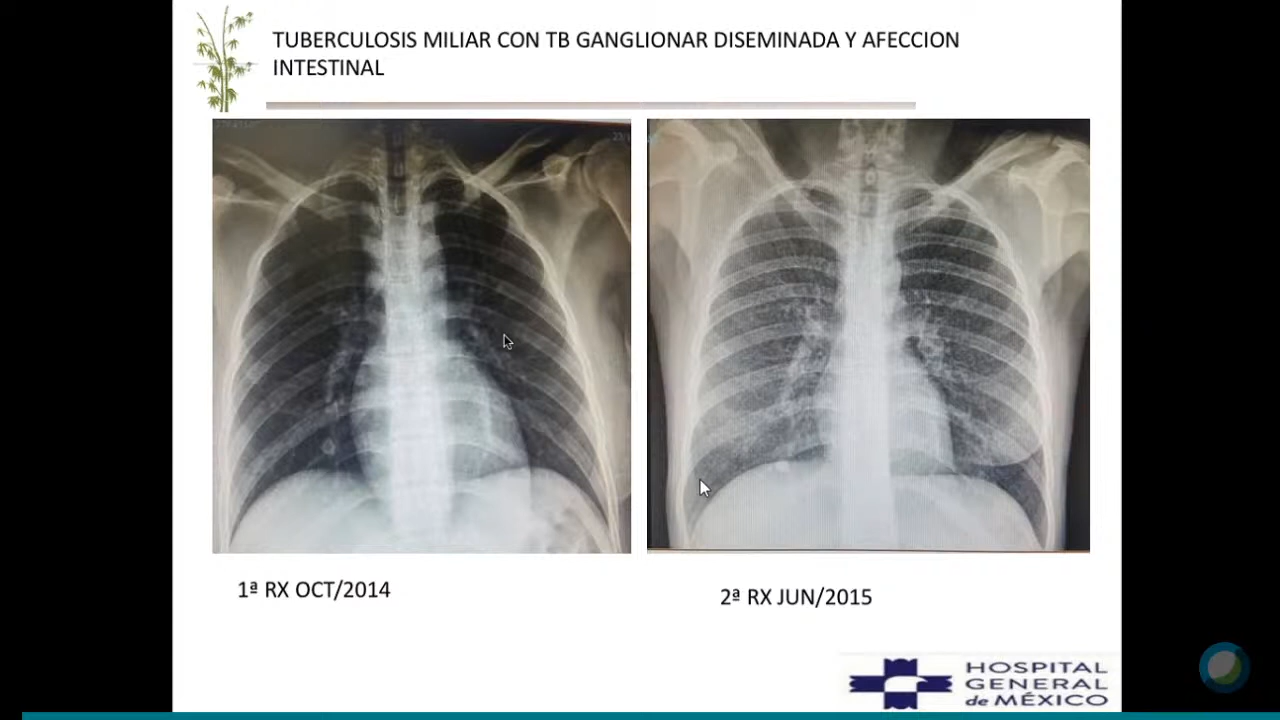 TUBERCULOSIS MILIAR CON TB GANGLIONAR DISEMINADA Y AFECCION
INTESTINAL
1ª RX OCT/2014
2ª RX JUN/2015
HOSPITAL
GENERAL
de MÉXICO